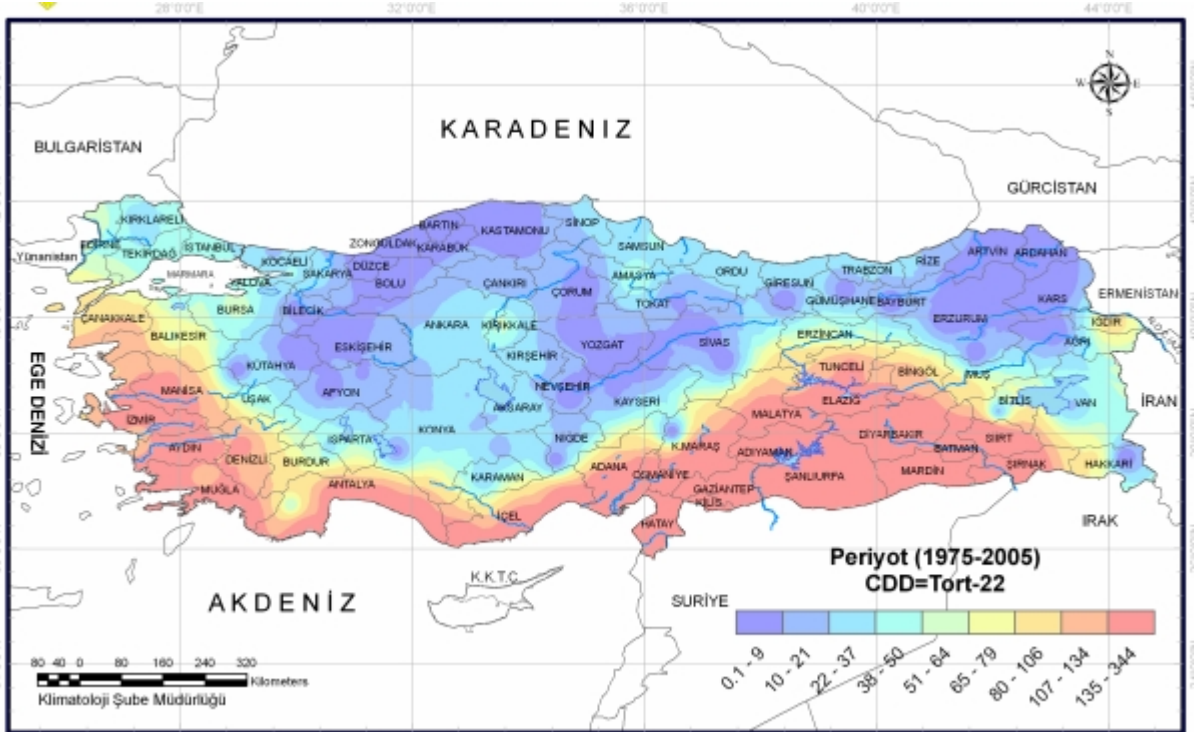 28°0'0"E 32°0'0"E 36°0'0"E 40°0'0"E 44°0'0"E
N
W E
S
KARADENIZ
BULGARİSTAN
GÜRCİSTAN
Yünanistan
ERMENİSTAN
EGE DENİZİ
İRAN
IRAK
SURİYE
K.K.T.C
AKDENİZ
KIRKLARELİ
EDİRNE
TEKİRDAĞ
İSTANBUL
MARMARA
YALOVA
KOCAELİ
SAKARYA
DÜZCE
BOLU
ZONGULDAK
BARTIN
KARABÜK
KASTAMONU
SİNOP
SAMSUN
AMASYA
ORDU
TOKAT
GİRESUN
TRABZON
GÜMÜŞHANE
BAYBURT
RİZE
ARTVİN
ARDAHAN
KARS
ERZURUM
IĞDIR
AĞRI
ÇANAKKALE
BALIKESİR
BURSA
BİLECİK
ESKİŞEHİR
KÜTAHYA
ANKARA
ÇANKIRI
ÇORUM
KIRIKKALE
KIRŞEHİR
YOZGAT
SİVAS
ERZİNCAN
TUNCELİ
BİNGÖL
MUŞ
BİTLİS
VAN
MANİSA
UŞAK
AFYON
İZMİR
AYDIN
DENİZLİ
ISPARTA
BURDUR
KONYA
AKSARAY
NEVŞEHİR
KAYSERİ
NİĞDE
MALATYA
ELAZIĞ
DİYARBAKIR
BATMAN
SİİRT
ŞIRNAK
HAKKARİ
MUĞLA
ANTALYA
KARAMAN
İÇEL
ADANA
OSMANİYE
K.MARAŞ
ADIYAMAN
ŞANLIURFA
MARDİN
GAZİANTEP
KİLİS
HATAY
Periyot (1975-2005)
CDD=Tort-22
0.1 - 9
10 - 21
22 - 37
38 - 50
51 - 64
65 - 79
80 - 106
107 - 134
135 - 344
80 40 0 80 160 240 320
Kilometers
Klimatoloji Şube Müdürlüğü